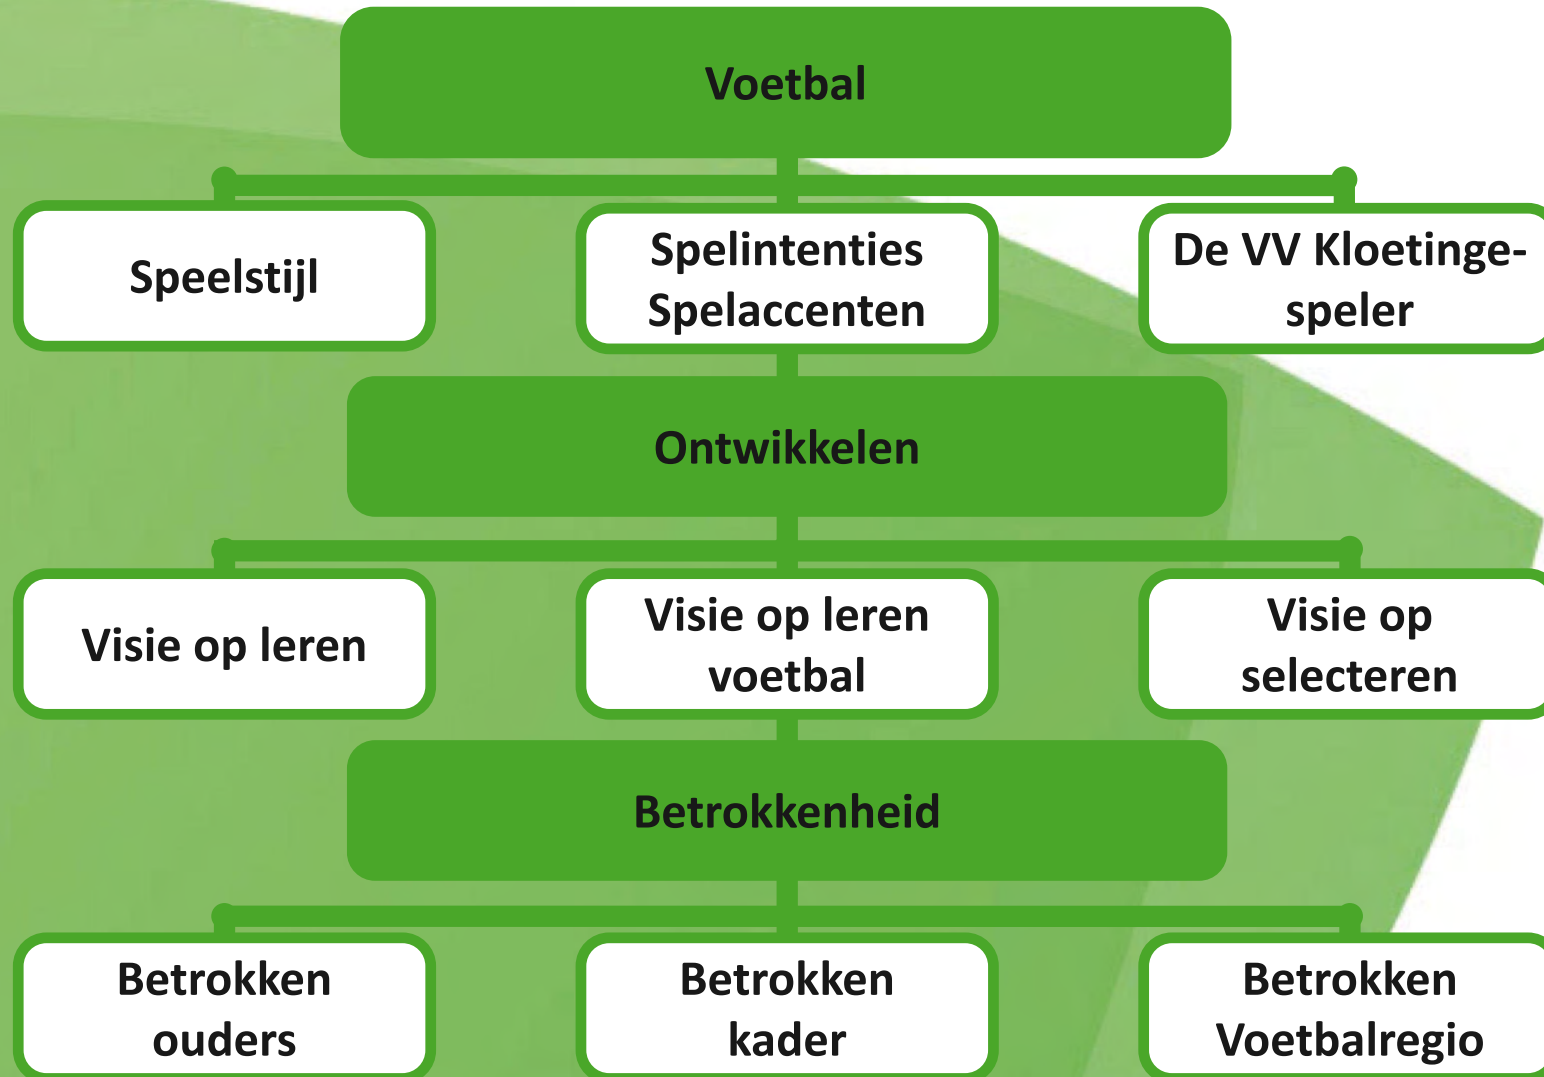 Voetbal
Speelstijl
Spelintenties
Spelaccenten
De VV Kloetinge-
speler
Ontwikkelen
Visie op leren
Visie op leren
voetbal
Visie op
selecteren
Betrokkenheid
Betrokken
ouders
Betrokken
kader
Betrokken
Voetbalregio